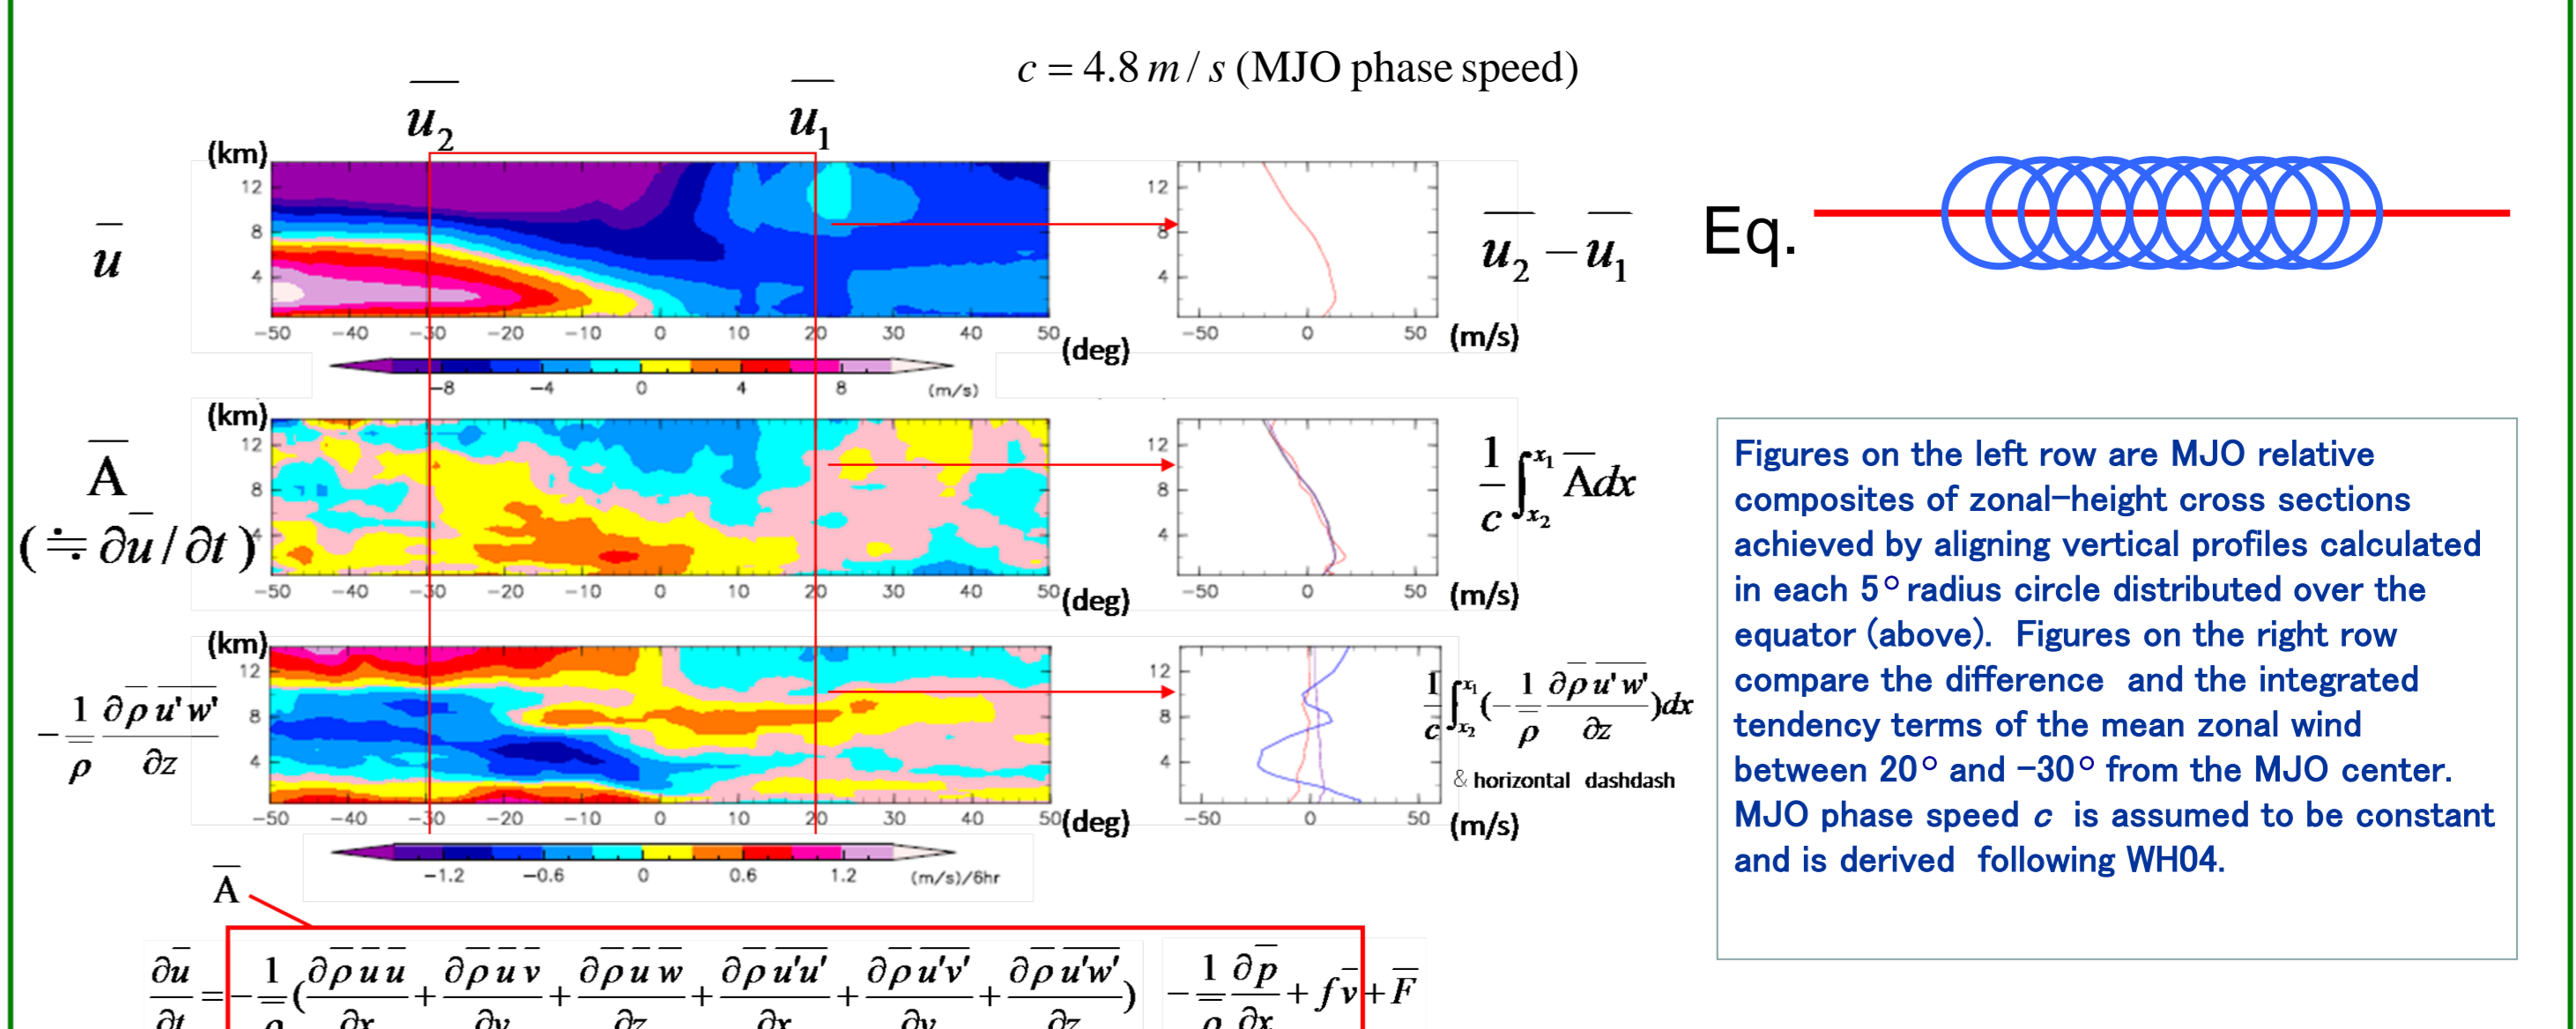 c = 4.8 m / s (MJO phase speed)
u̅₂ u̅₁
(km)
12
8
4
−50 −40 −30 −20 −10 0 10 20 30 40 50 (deg)
u̅
−8 −4 0 4 8 (m/s)
12
8
4
−50 0 50 (m/s)
u̅₂ − u̅₁
Eq.
(km)
12
8
4
−50 −40 −30 −20 −10 0 10 20 30 40 50 (deg)
A̅
(≒ ∂u̅ / ∂t )
12
8
4
−50 0 50 (m/s)
1/c ∫_{x₂}^{x₁} A̅dx
(km)
12
8
4
−50 −40 −30 −20 −10 0 10 20 30 40 50 (deg)
− 1/ρ̅ ∂ρ̅ \overline{u'w'}/∂z
−1.2 −0.6 0 0.6 1.2 (m/s)/6hr
12
8
4
−50 0 50 (m/s)
1/c ∫_{x₂}^{x₁} (− 1/ρ̅ ∂ρ̅ \overline{u'w'}/∂z)dx
& horizontal dashdash
A̅
∂u̅/∂t = − 1/ρ̅ (∂ρ̅ u̅ u̅/∂x + ∂ρ̅ u̅ v̅/∂y + ∂ρ̅ u̅ w̅/∂z + ∂ρ̅ \overline{u'u'}/∂x + ∂ρ̅ \overline{u'v'}/∂y + ∂ρ̅ \overline{u'w'}/∂z) − 1/ρ̅ ∂p̅/∂x + fv̅ + F̅
Figures on the left row are MJO relative
composites of zonal-height cross sections
achieved by aligning vertical profiles calculated
in each 5° radius circle distributed over the
equator (above). Figures on the right row
compare the difference and the integrated
tendency terms of the mean zonal wind
between 20° and −30° from the MJO center.
MJO phase speed c is assumed to be constant
and is derived following WH04.